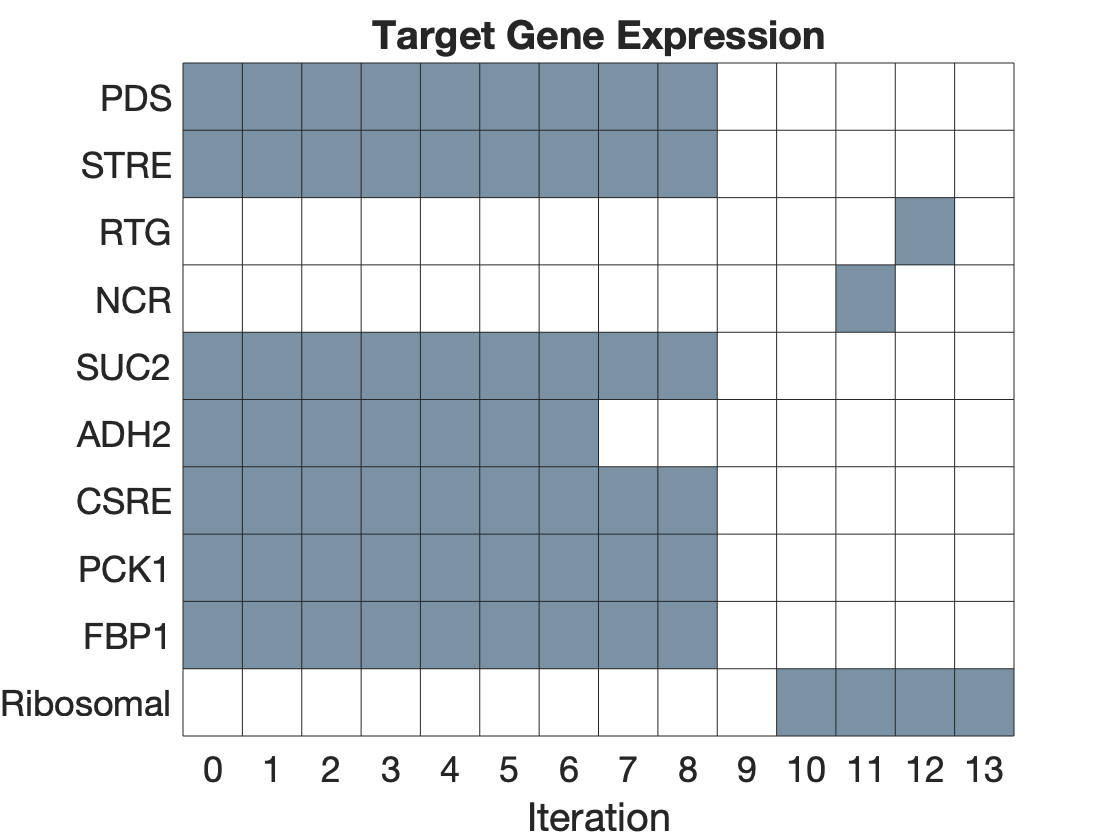 Target Gene Expression
PDS
STRE
RTG
NCR
SUC2
ADH2
CSRE
PCK1
FBP1
Ribosomal
0 1 2 3 4 5 6 7 8 9 10 11 12 13
Iteration